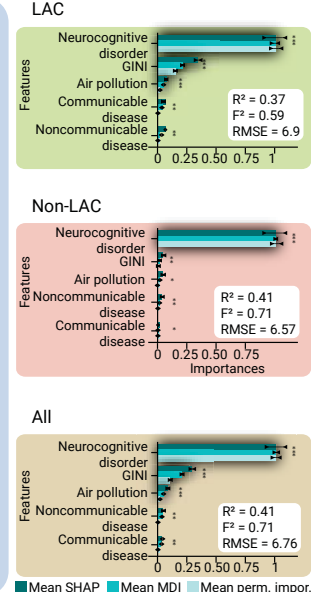 LAC
Features
Neurocognitive
disorder
GINI
Air pollution
Communicable
disease
Noncommunicable
disease
R² = 0.37
F² = 0.59
RMSE = 6.9
0 0.25 0.50 0.75 1
Non-LAC
Features
Neurocognitive
disorder
GINI
Air pollution
Noncommunicable
disease
Communicable
disease
R² = 0.41
F² = 0.71
RMSE = 6.57
0 0.25 0.50 0.75
Importances
All
Features
Neurocognitive
disorder
GINI
Air pollution
Noncommunicable
disease
Communicable
disease
R² = 0.41
F² = 0.71
RMSE = 6.76
0 0.25 0.50 0.75 1
Mean SHAP Mean MDI Mean perm. impor.